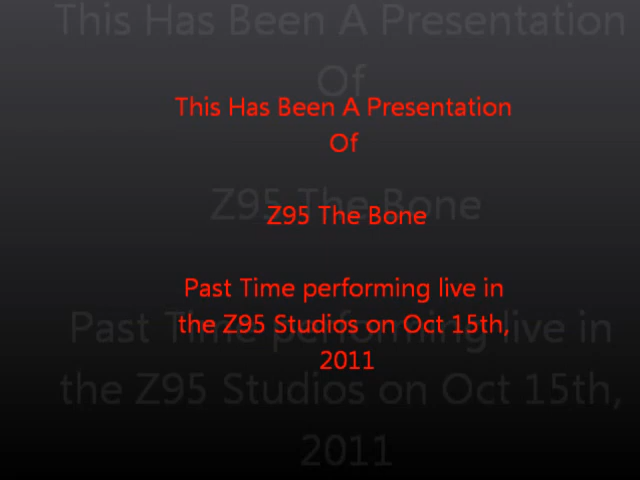 This Has Been A Presentation
Of
Z95 The Bone
Past Time performing live in
the Z95 Studios on Oct 15th,
2011